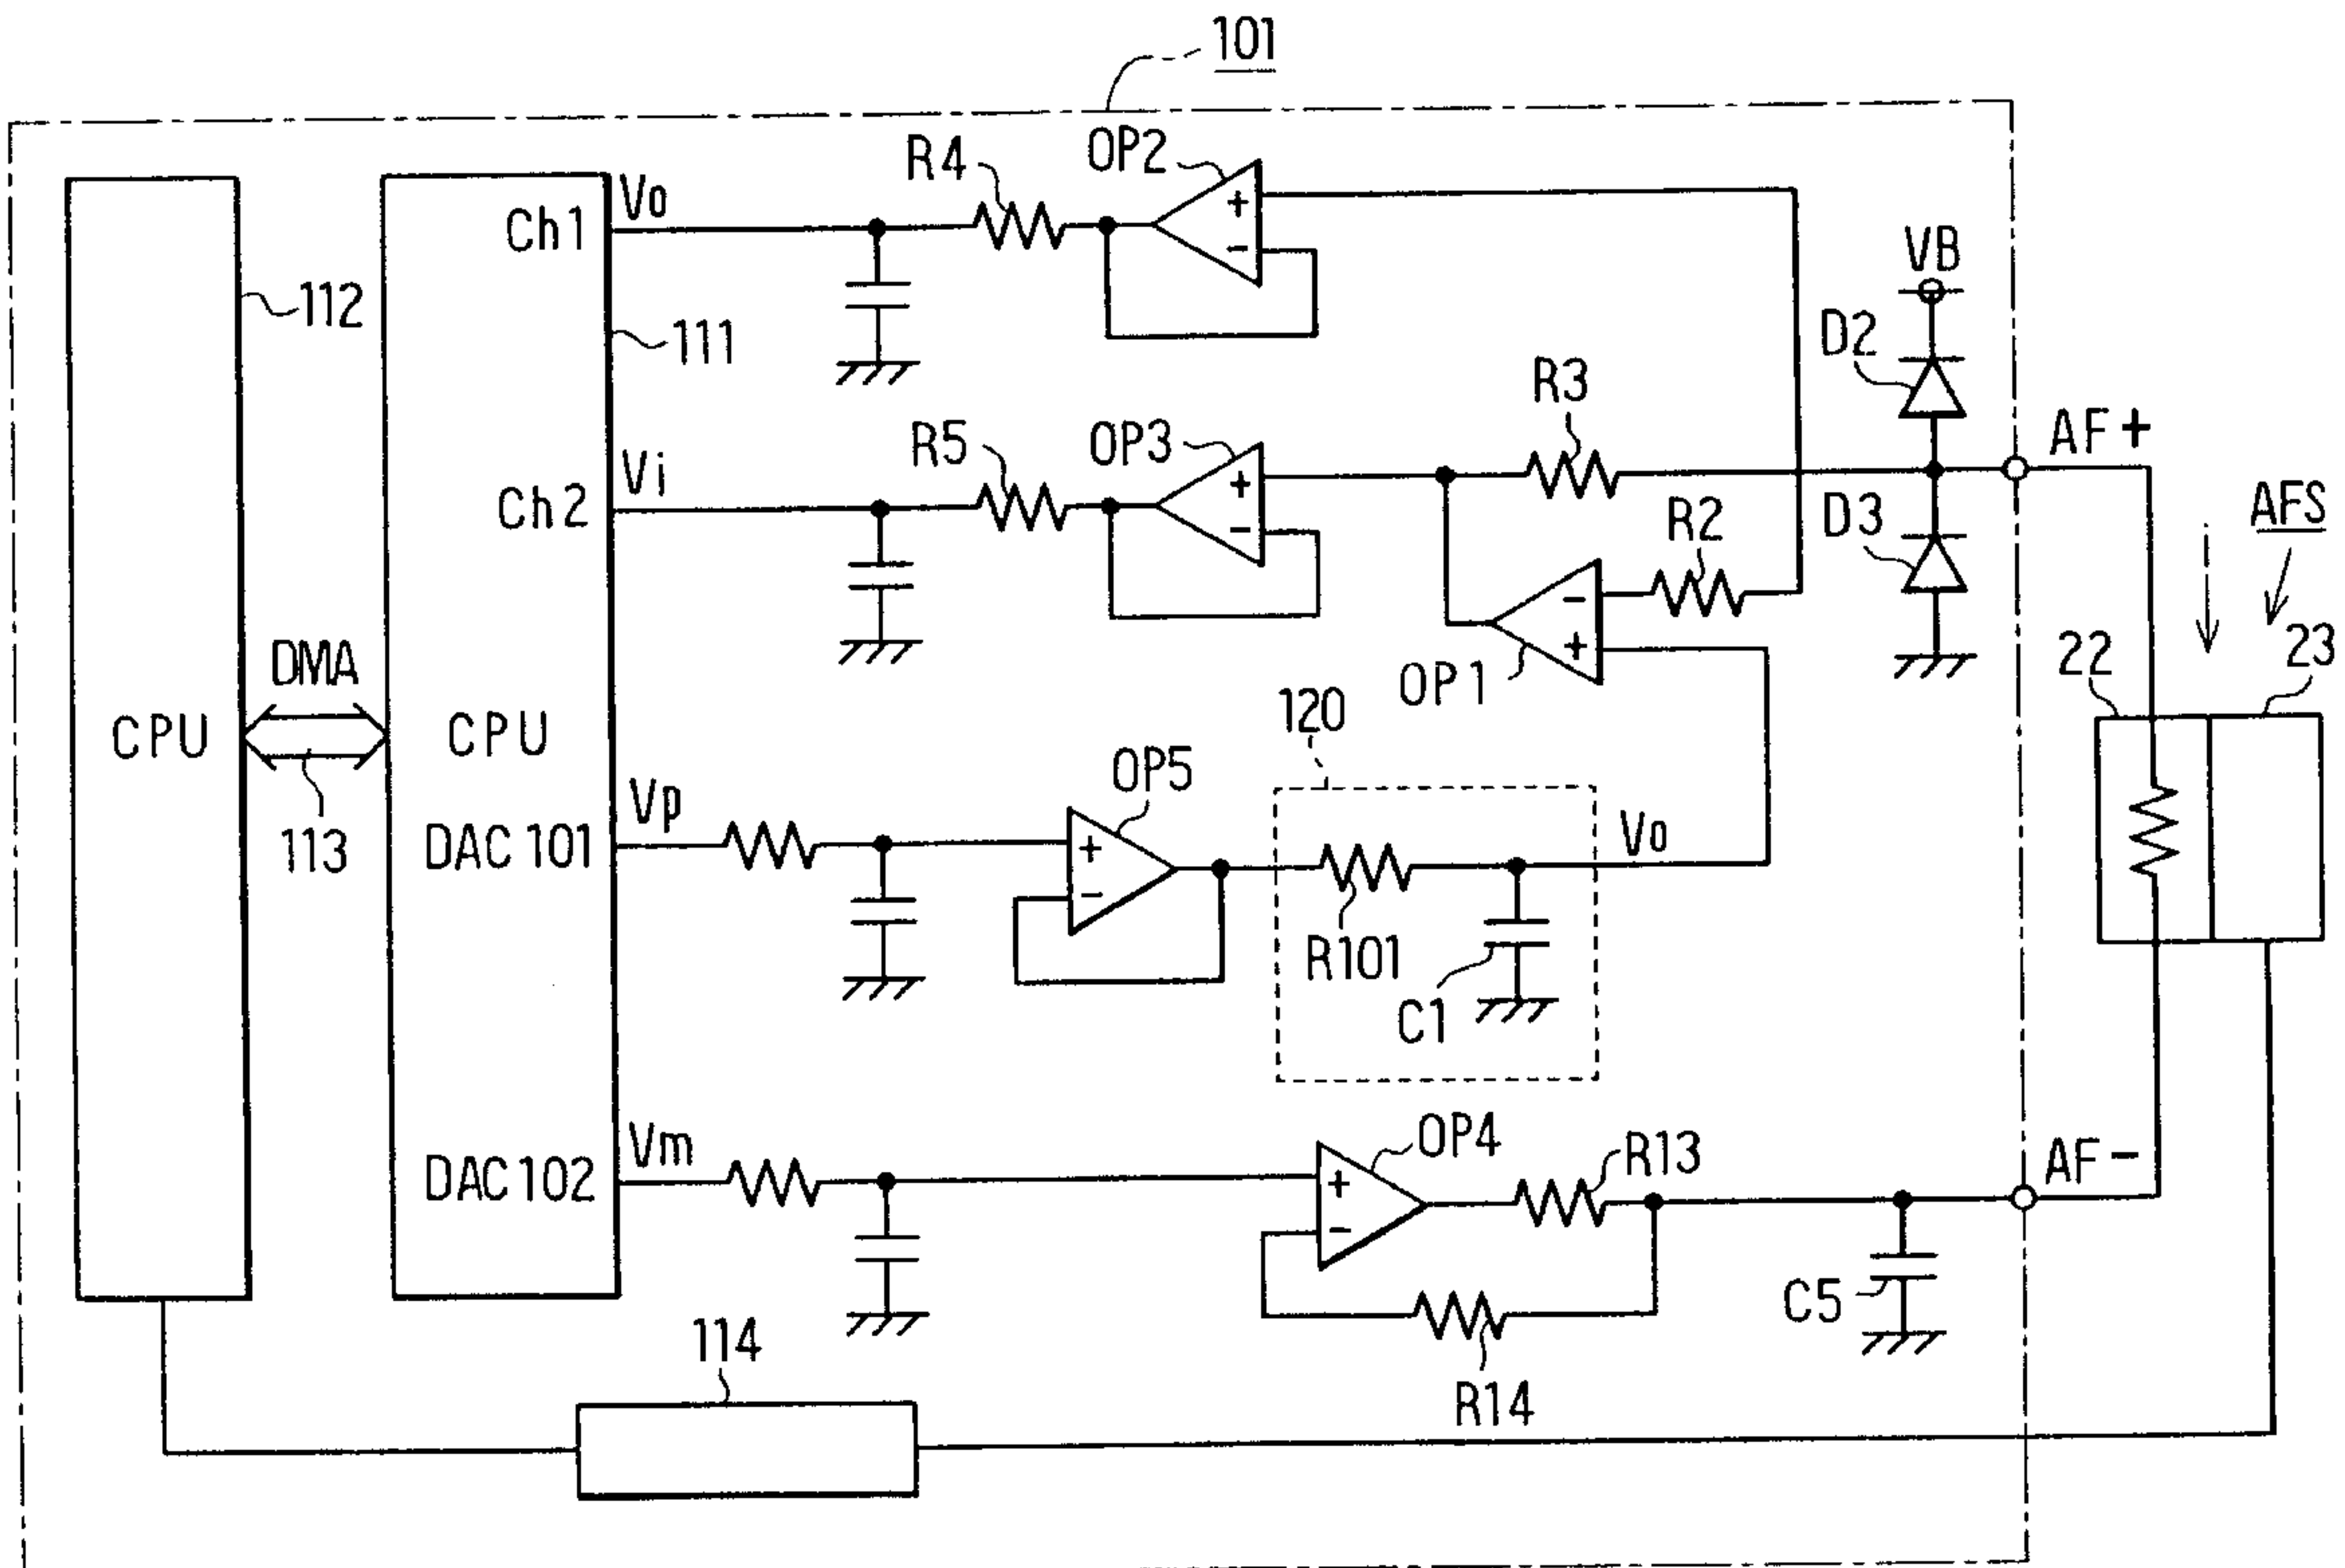 101
R4
OP2
Vo
Ch1
112
111
VB
D2
R3
AF+
R5
OP3
Vi
Ch2
R2
D3
AFS
OP1
22
23
DMA
CPU
CPU
113
120
OP5
Vp
DAC 101
Vo
R101
C1
Vm
DAC 102
OP4
R13
AF-
C5
R14
114
+
-
+
-
-
+
+
-
+
-